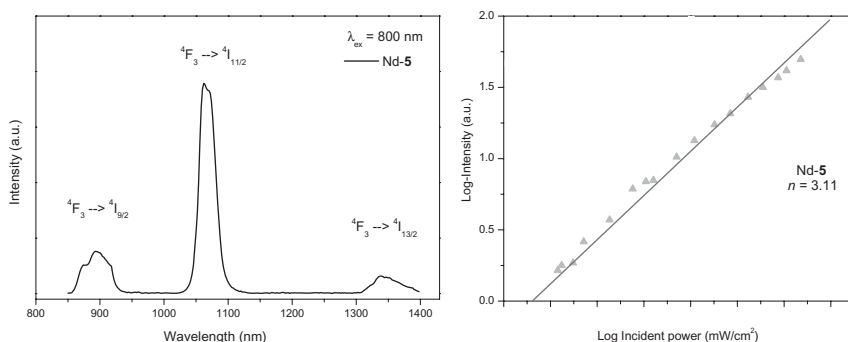 ⁴F₃ --> ⁴I₁₁/₂
λₑₓ = 800 nm
Nd-5
⁴F₃ --> ⁴I₉/₂
⁴F₃ --> ⁴I₁₃/₂
Intensity (a.u.)
800 900 1000 1100 1200 1300 1400
Wavelength (nm)
2.0
1.5
1.0
0.5
0.0
Log-Intensity (a.u.)
Nd-5
n = 3.11
Log Incident power (mW/cm²)